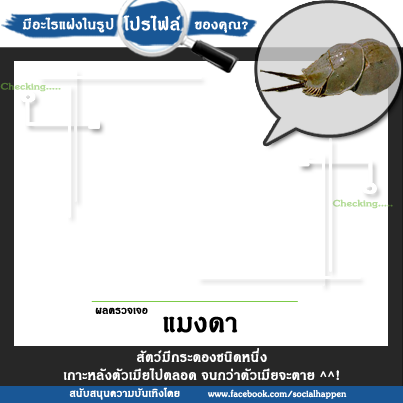 มีอะไรแฝงในรูป โปรไฟล์ ของคุณ?
Checking.....
Checking.....
ผลตรวจเจอ
แมงดา
สัตว์มีกระดองชนิดหนึ่ง
เกาะหลังตัวเมียไปตลอด จนกว่าตัวเมียจะตาย ^^!
สนับสนุนความบันเทิงโดย www.facebook.com/socialhappen